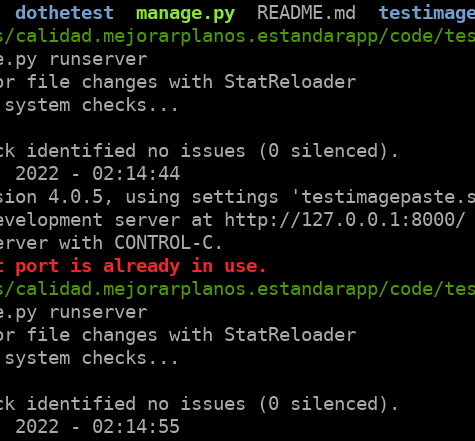 dothetest manage.py README.md testimage
s/calidad.mejorarplanos.estandarapp/code/tes
e.py runserver
or file changes with StatReloader
system checks...
ck identified no issues (0 silenced).
2022 - 02:14:44
sion 4.0.5, using settings 'testimagepaste.s
evelopment server at http://127.0.0.1:8000/
erver with CONTROL-C.
t port is already in use.
s/calidad.mejorarplanos.estandarapp/code/tes
e.py runserver
or file changes with StatReloader
system checks...
ck identified no issues (0 silenced).
2022 - 02:14:55